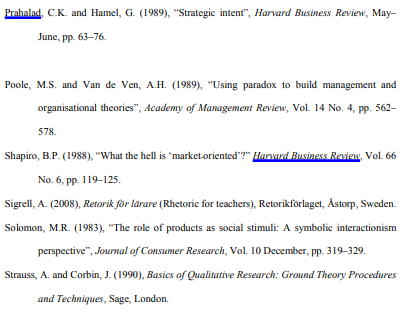 Prahalad, C.K. and Hamel, G. (1989), “Strategic intent”, Harvard Business Review, May–
June, pp. 63–76.
Poole, M.S. and Van de Ven, A.H. (1989), “Using paradox to build management and
organisational theories”, Academy of Management Review, Vol. 14 No. 4, pp. 562–
578.
Shapiro, B.P. (1988), “What the hell is ‘market-oriented’?” Harvard Business Review, Vol. 66
No. 6, pp. 119–125.
Sigrell, A. (2008), Retorik för lärare (Rhetoric for teachers), Retorikförlaget, Åstorp, Sweden.
Solomon, M.R. (1983), “The role of products as social stimuli: A symbolic interactionism
perspective”, Journal of Consumer Research, Vol. 10 December, pp. 319–329.
Strauss, A. and Corbin, J. (1990), Basics of Qualitative Research: Ground Theory Procedures
and Techniques, Sage, London.